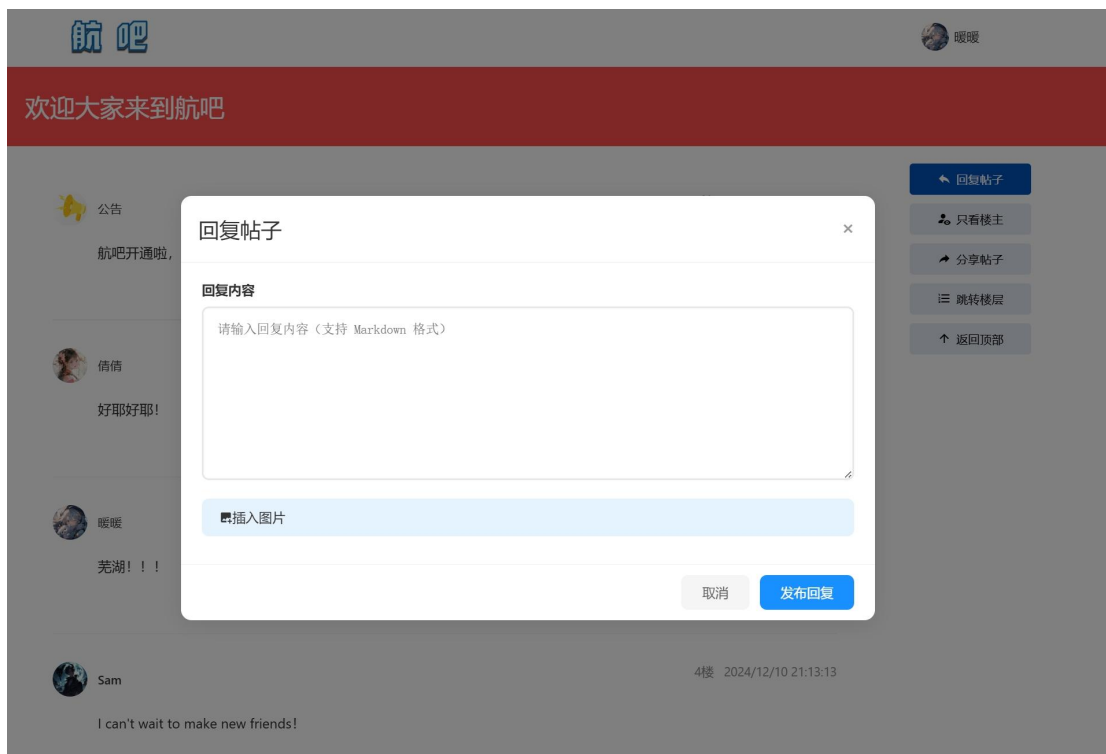 航吧
暖暖
欢迎大家来到航吧
回复帖子
只看楼主
分享帖子
跳转楼层
返回顶部
公告
航吧开通啦，
倩倩
好耶好耶！
暖暖
芜湖！！！
回复帖子
×
回复内容
请输入回复内容（支持 Markdown 格式）
插入图片
取消
发布回复
Sam
4楼 2024/12/10 21:13:13
I can't wait to make new friends!